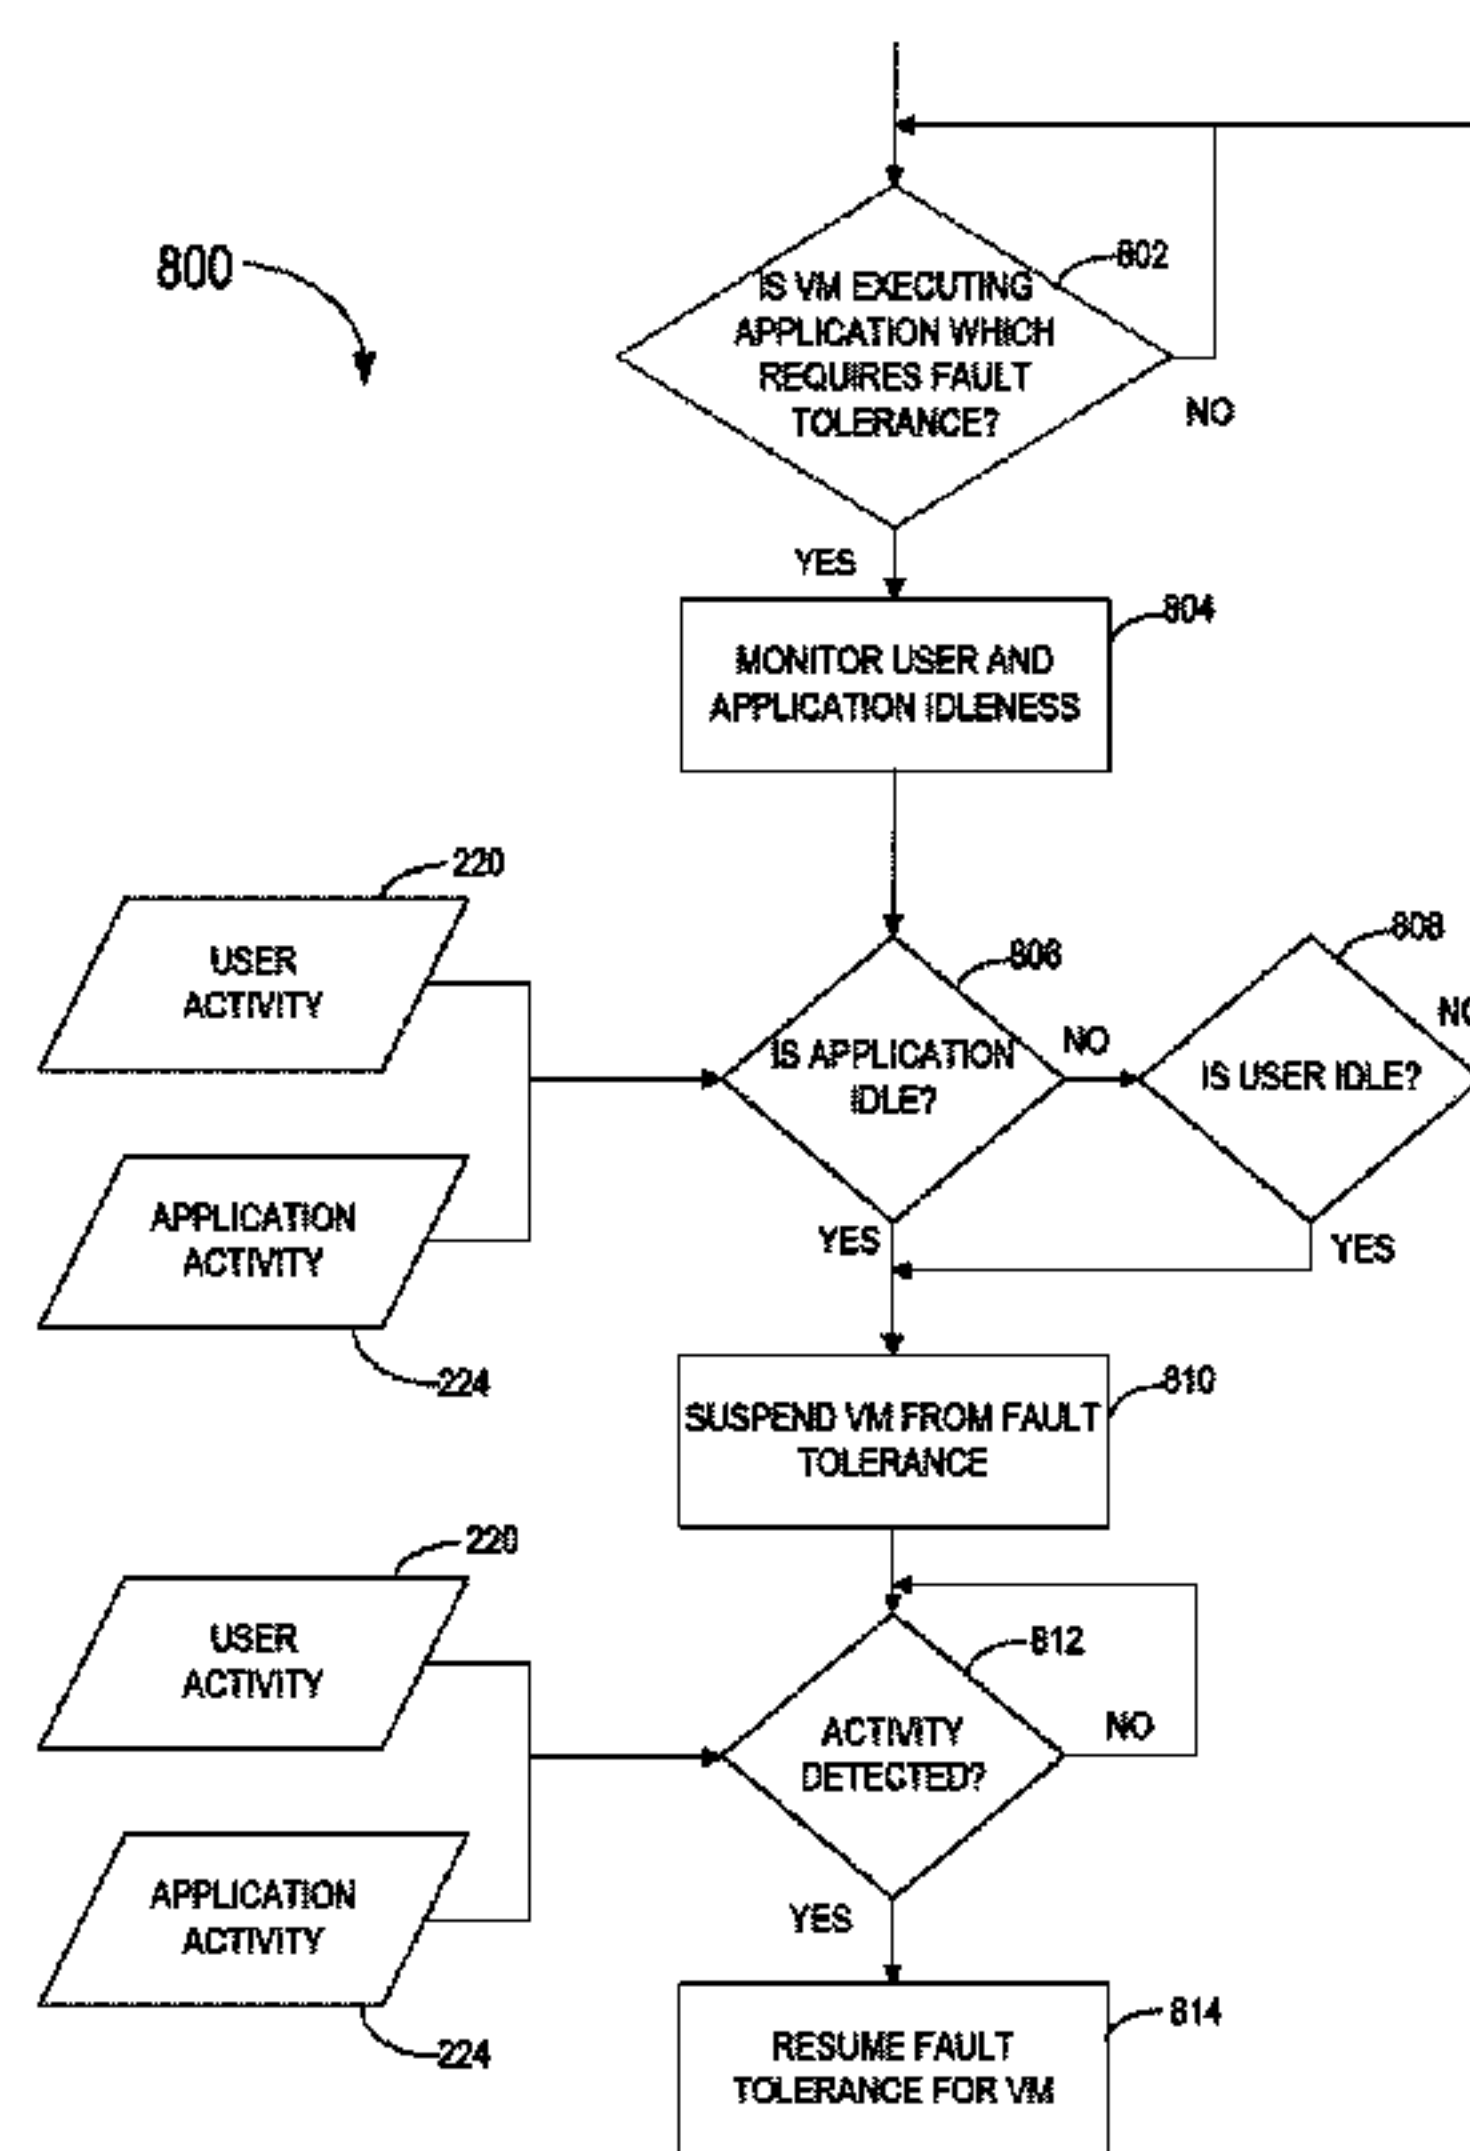 800
802
IS VM EXECUTING
APPLICATION WHICH
REQUIRES FAULT
TOLERANCE?
NO
YES
804
MONITOR USER AND
APPLICATION IDLENESS
220
USER
ACTIVITY
806
IS APPLICATION
IDLE?
NO
808
IS USER IDLE?
NO
APPLICATION
ACTIVITY
224
YES
YES
810
SUSPEND VM FROM FAULT
TOLERANCE
220
USER
ACTIVITY
812
ACTIVITY
DETECTED?
NO
APPLICATION
ACTIVITY
224
YES
814
RESUME FAULT
TOLERANCE FOR VM